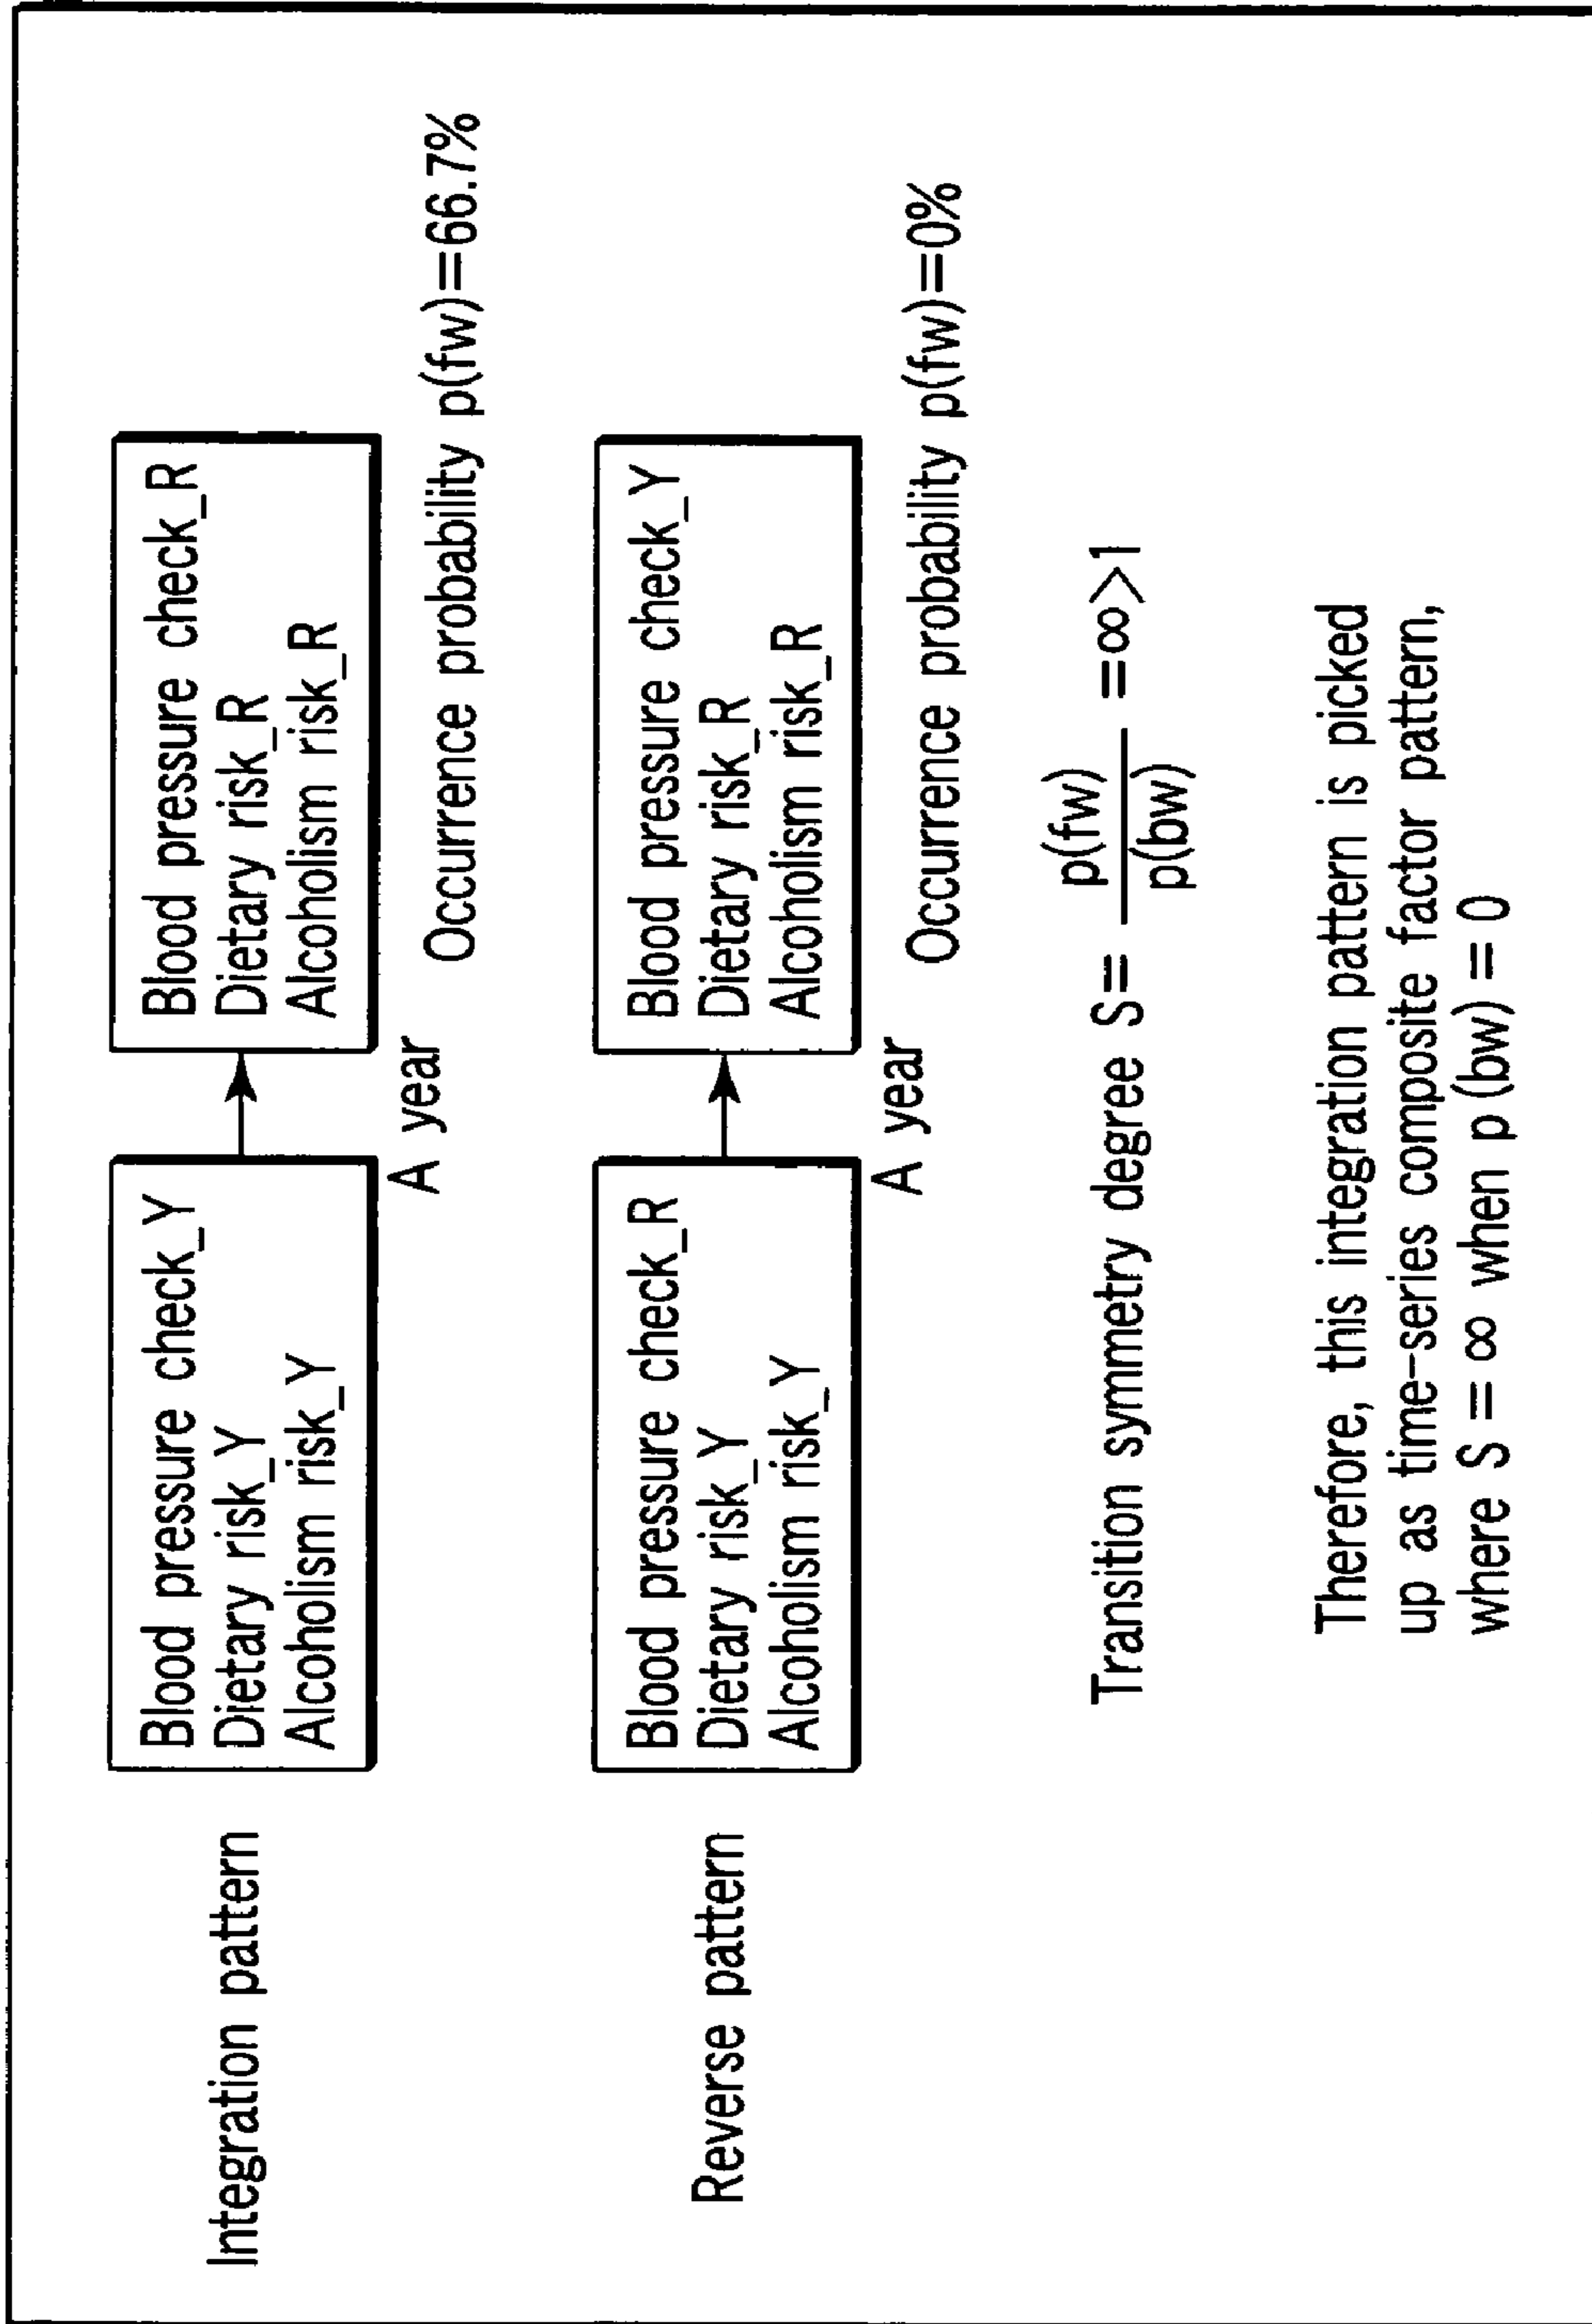 Integration pattern
Blood pressure check_Y
Dietary risk_Y
Alcoholism risk_Y
A year
Blood pressure check_R
Dietary risk_R
Alcoholism risk_R
Occurrence probability p(fw)=66.7%
Reverse pattern
Blood pressure check_R
Dietary risk_Y
Alcoholism risk_Y
A year
Blood pressure check_Y
Dietary risk_R
Alcoholism risk_R
Occurrence probability p(fw)=0%
Transition symmetry degree S= p(fw)/p(bw) =∞>1
Therefore, this integration pattern is picked
up as time-series composite factor pattern,
where S = ∞ when p (bw) = 0